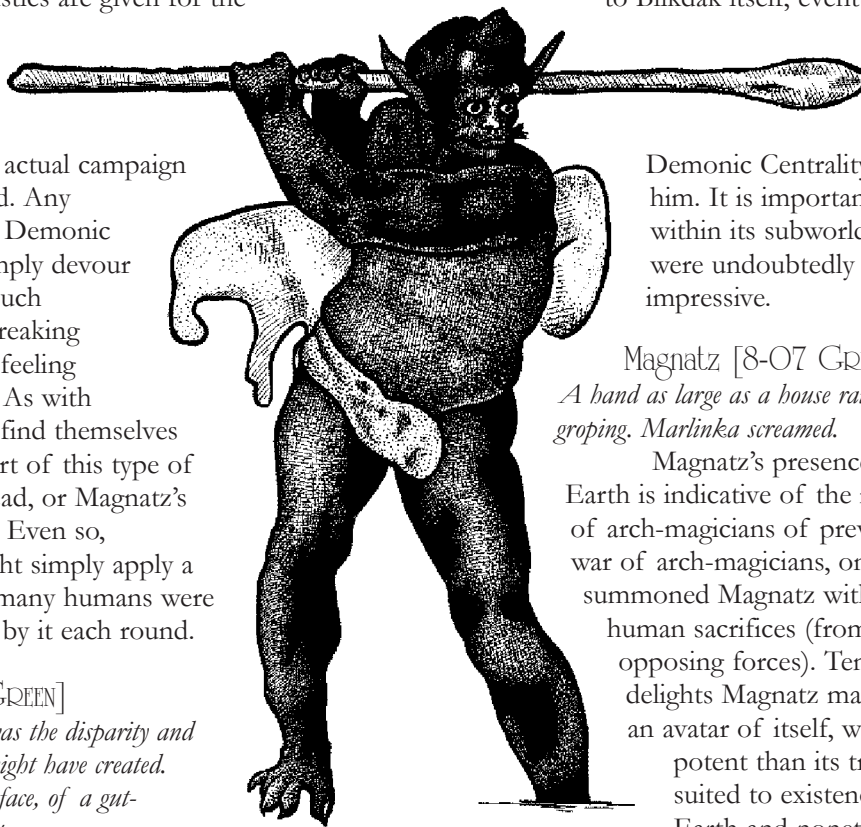 stics are given for the
actual campaign
d. Any
Demonic
nply devour
uch
reaking
feeling
As with
find themselves
rt of this type of
ad, or Magnatz's
Even so,
ght simply apply a
many humans were
by it each round.
GREEN]
as the disparity and
ight have created.
face, of a gut-
to Blikdak itself, event
Demonic Centrality
him. It is importan
within its subworld
were undoubtedly
impressive.
Magnatz [8-07 GR
A hand as large as a house ra
groping. Marlinka screamed.
Magnatz's presence
Earth is indicative of the
of arch-magicians of prev
war of arch-magicians, on
summoned Magnatz with
human sacrifices (from
opposing forces). Ter
delights Magnatz ma
an avatar of itself, w
potent than its tr
suited to existenc
Earth and nonet